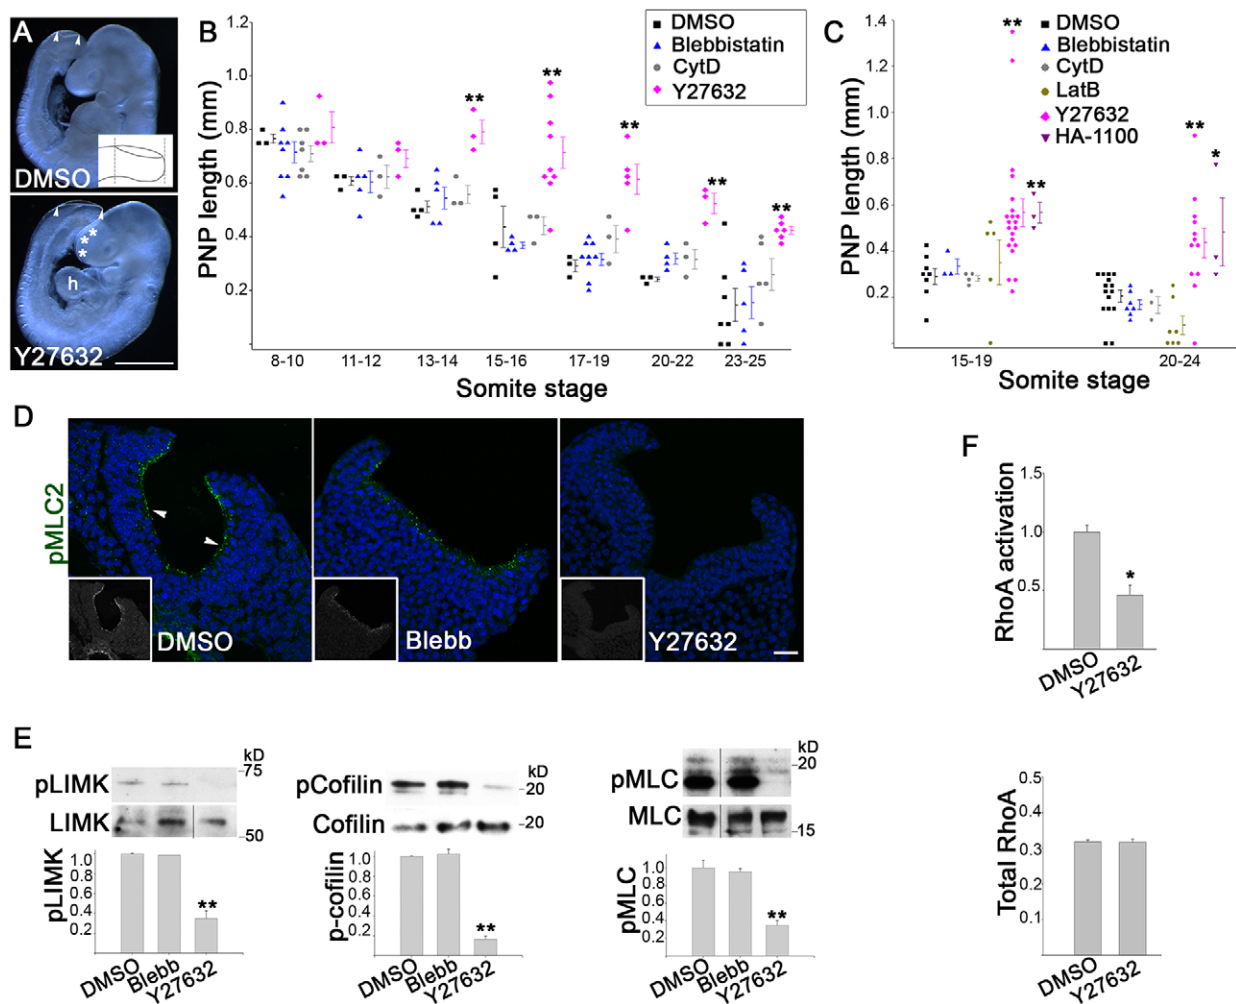 A
DMSO
h
Y27632
B
PNP length (mm)
1.2
1.0
0.8
0.6
0.4
0.2
DMSO
Blebbistatin
CytD
Y27632
**
**
**
**
**
8-10
11-12
13-14
15-16
17-19
20-22
23-25
Somite stage
C
PNP length (mm)
1.4
1.2
1.0
0.8
0.6
0.4
0.2
DMSO
Blebbistatin
CytD
LatB
Y27632
HA-1100
**
**
**
*
15-19
20-24
Somite stage
D
pMLC2
DMSO
Blebb
Y27632
E
kD
pLIMK
75
LIMK
50
pLIMK
1.0
0.8
0.6
0.4
0.2
**
DMSO
Blebb
Y27632
kD
pCofilin
20
Cofilin
20
p-cofilin
1.0
0.8
0.6
0.4
0.2
**
DMSO
Blebb
Y27632
kD
pMLC
20
MLC
15
pMLC
1.0
0.8
0.6
0.4
0.2
**
DMSO
Blebb
Y27632
F
RhoA activation
1.5
1.0
0.5
*
DMSO
Y27632
Total RhoA
0.5
0.4
0.3
0.2
0.1
DMSO
Y27632